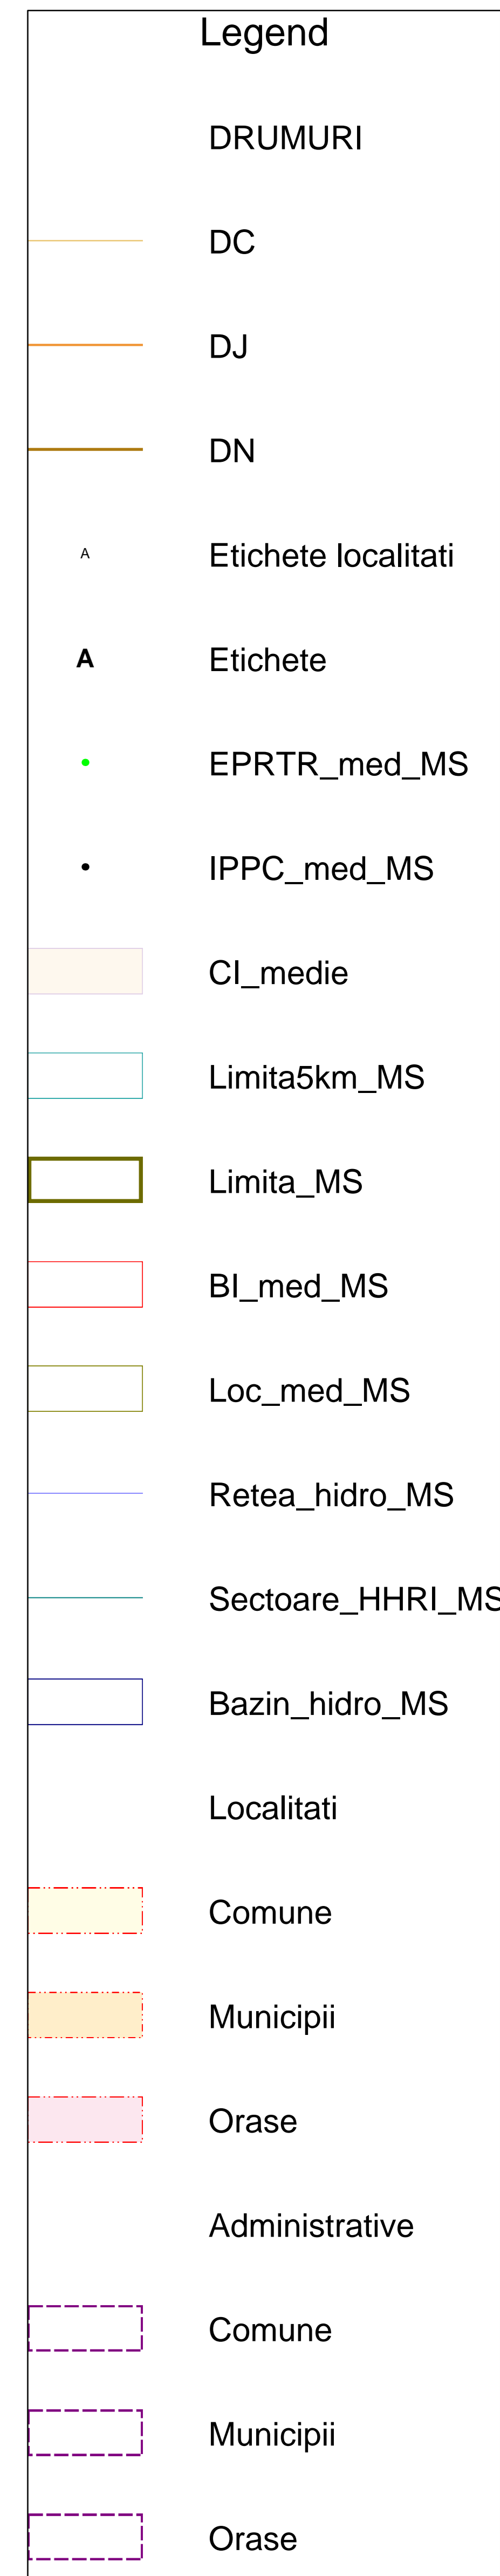 Legend
DRUMURI
DC
DJ
DN
A Etichete localitati
A Etichete
EPRTR_med_MS
IPPC_med_MS
CI_medie
Limita5km_MS
Limita_MS
BI_med_MS
Loc_med_MS
Retea_hidro_MS
Sectoare_HHRI_MS
Bazin_hidro_MS
Localitati
Comune
Municipii
Orase
Administrative
Comune
Municipii
Orase